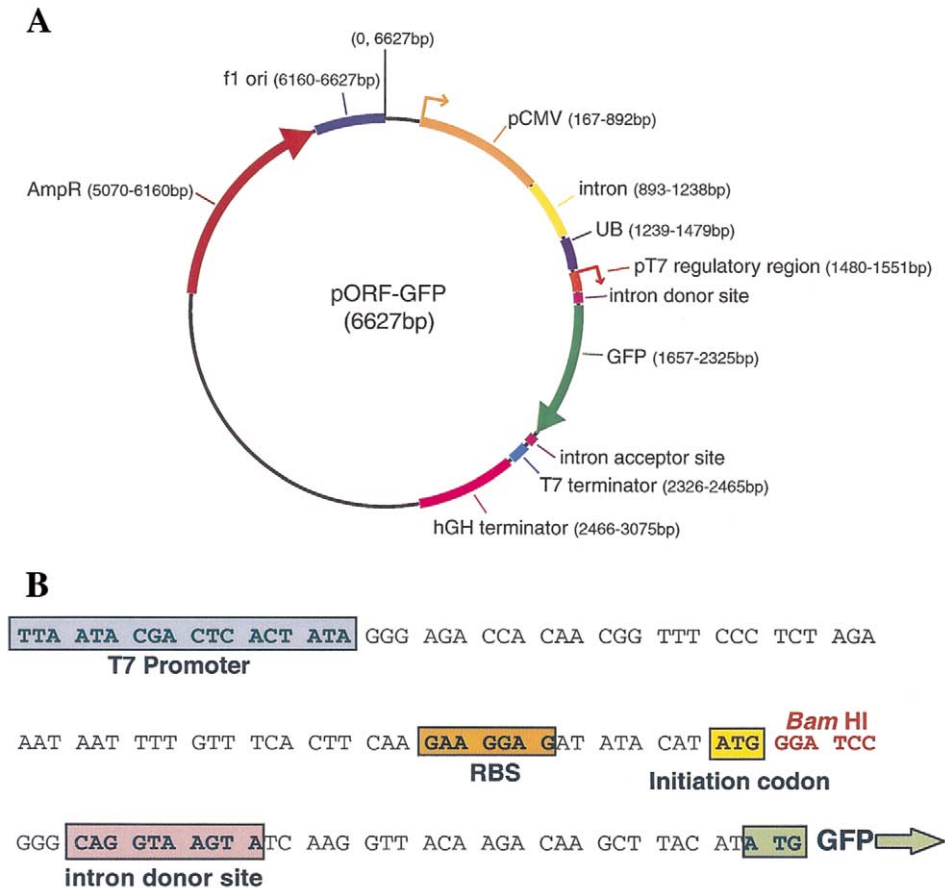 A
(0, 6627bp)
f1 ori (6160-6627bp)
pCMV (167-892bp)
AmpR (5070-6160bp)
intron (893-1238bp)
UB (1239-1479bp)
pT7 regulatory region (1480-1551bp)
intron donor site
pORF-GFP
(6627bp)
GFP (1657-2325bp)
intron acceptor site
T7 terminator (2326-2465bp)
hGH terminator (2466-3075bp)
B
TTA ATA CGA CTC ACT ATA GGG AGA CCA CAA CGG TTT CCC TCT AGA
T7 Promoter
Bam HI
AAT AAT TTT GTT TCA CTT CAA GAA GGA GAT ATA CAT ATG GGA TCC
RBS
Initiation codon
GGG CAG GTA AGT ATC AAG GTT ACA AGA CAA GCT TAC ATA TG GFP
intron donor site